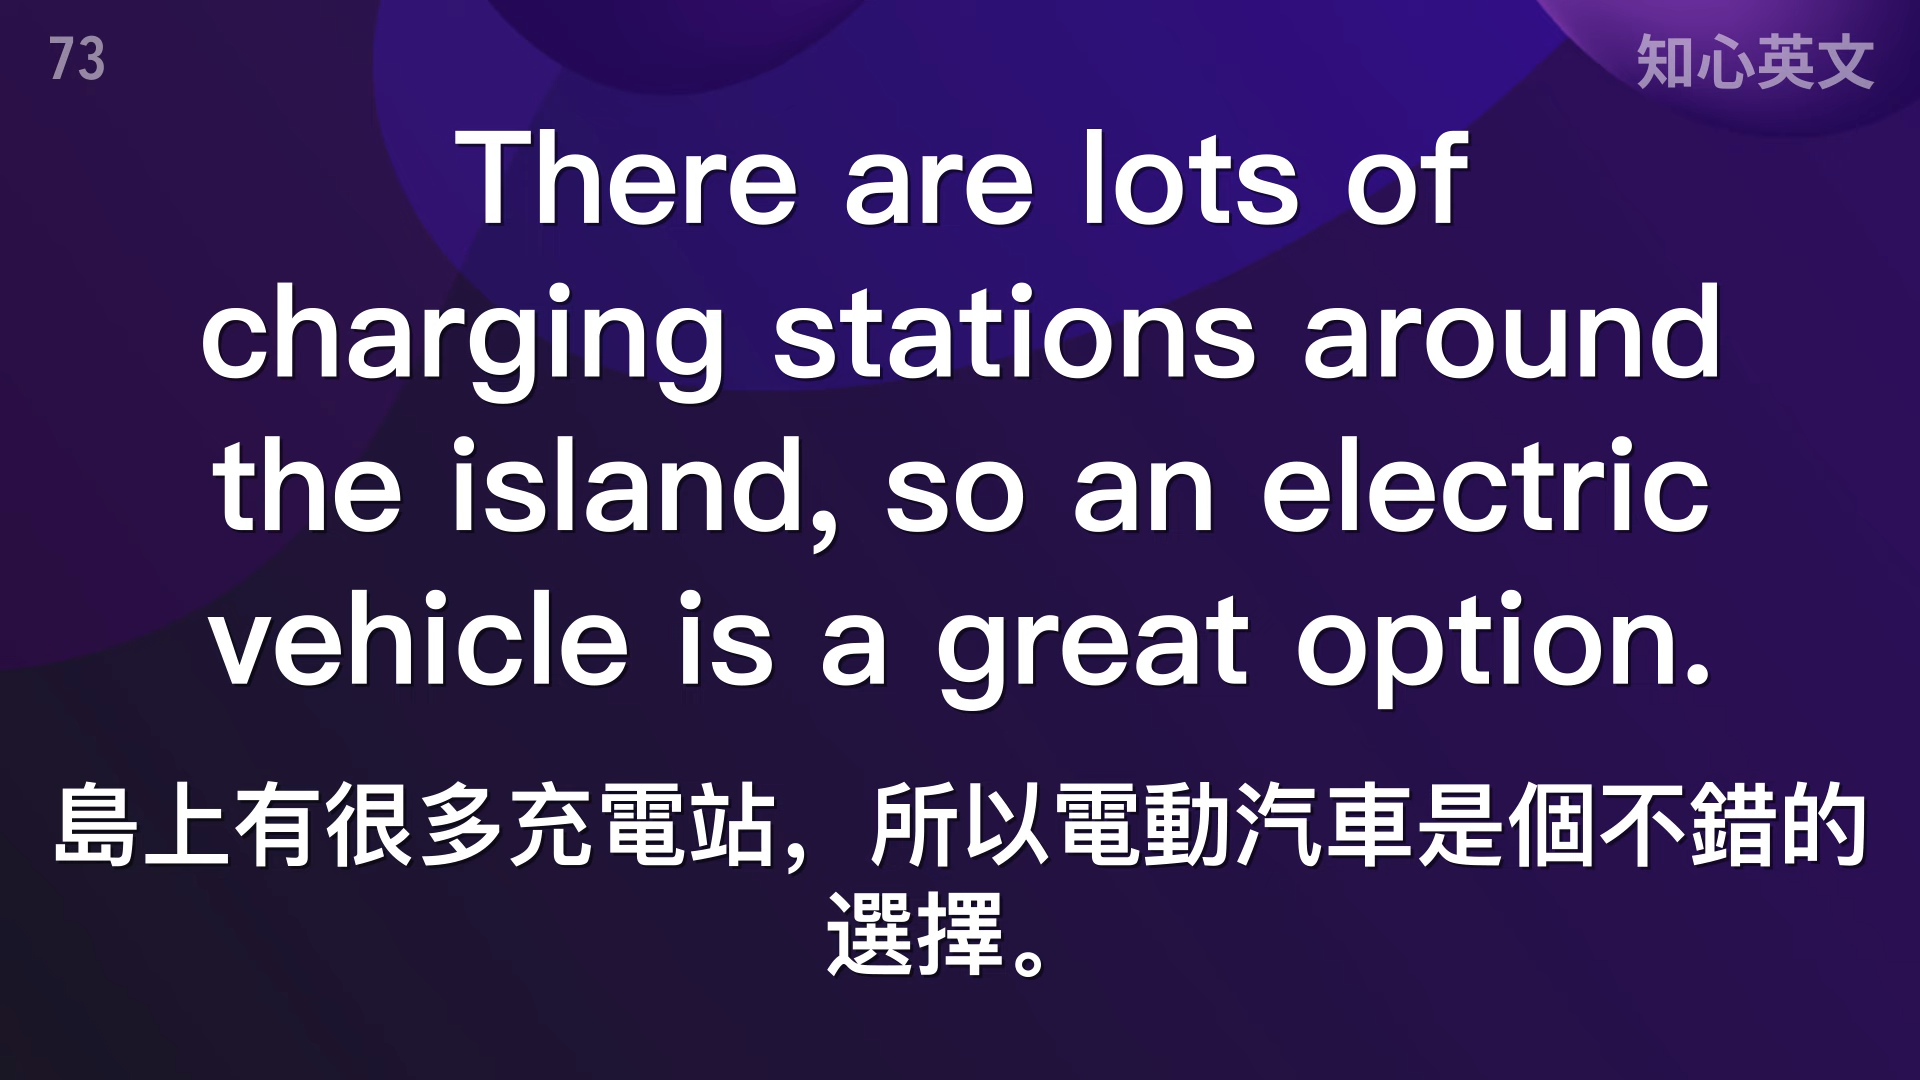 73
知心英文
There are lots of
charging stations around
the island, so an electric
vehicle is a great option.
島上有很多充電站，所以電動汽車是個不錯的
選擇。